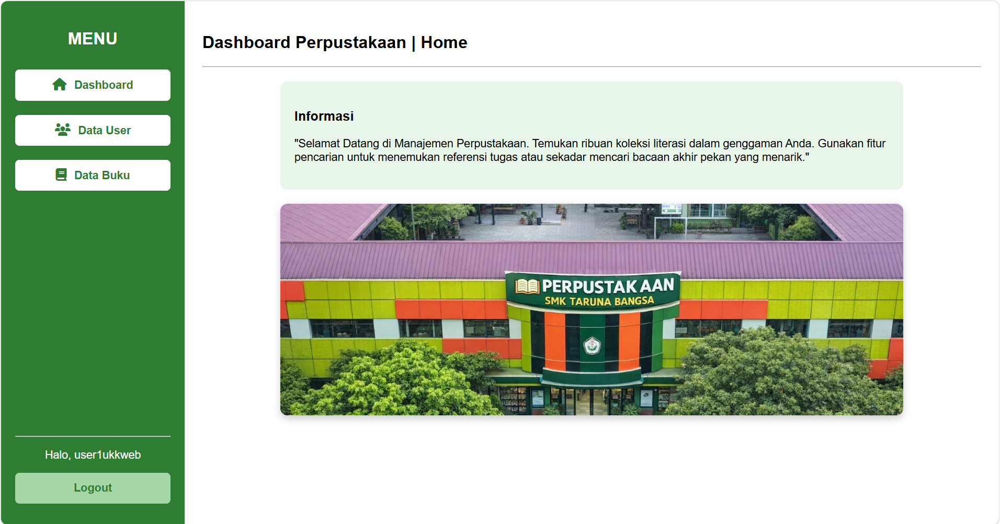 MENU
Dashboard
Data User
Data Buku
Halo, user1ukkweb
Logout
Dashboard Perpustakaan | Home
Informasi
"Selamat Datang di Manajemen Perpustakaan. Temukan ribuan koleksi literasi dalam genggaman Anda. Gunakan fitur
pencarian untuk menemukan referensi tugas atau sekadar mencari bacaan akhir pekan yang menarik."
PERPUSTAKAAN
SMK TARUNA BANGSA